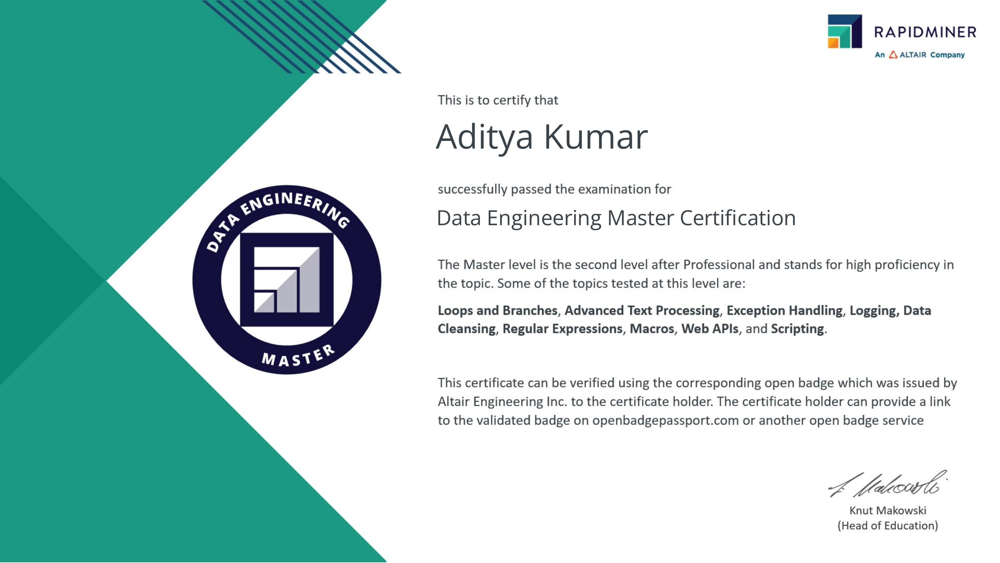 RAPIDMINER
An ALTAIR Company
This is to certify that
Aditya Kumar
successfully passed the examination for
Data Engineering Master Certification
DATA ENGINEERING
MASTER
The Master level is the second level after Professional and stands for high proficiency in
the topic. Some of the topics tested at this level are:
Loops and Branches, Advanced Text Processing, Exception Handling, Logging, Data
Cleansing, Regular Expressions, Macros, Web APIs, and Scripting.
This certificate can be verified using the corresponding open badge which was issued by
Altair Engineering Inc. to the certificate holder. The certificate holder can provide a link
to the validated badge on openbadgepassport.com or another open badge service
Knut Makowski
(Head of Education)